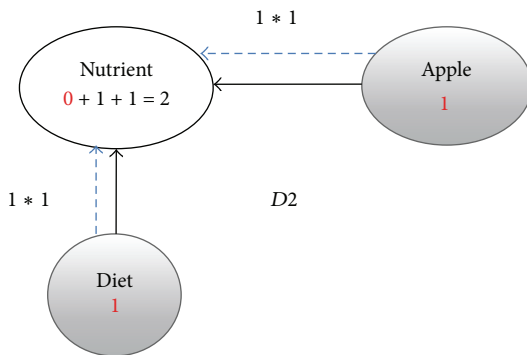 1 ∗ 1
Nutrient
0 + 1 + 1 = 2
Apple
1
1 ∗ 1
D2
Diet
1